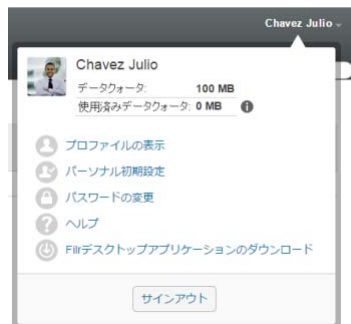 Chavez Julio
Chavez Julio
データクォータ: 100 MB
使用済みデータクォータ: 0 MB
プロファイルの表示
パーソナル初期設定
パスワードの変更
ヘルプ
Filrデスクトップアプリケーションのダウンロード
サインアウト